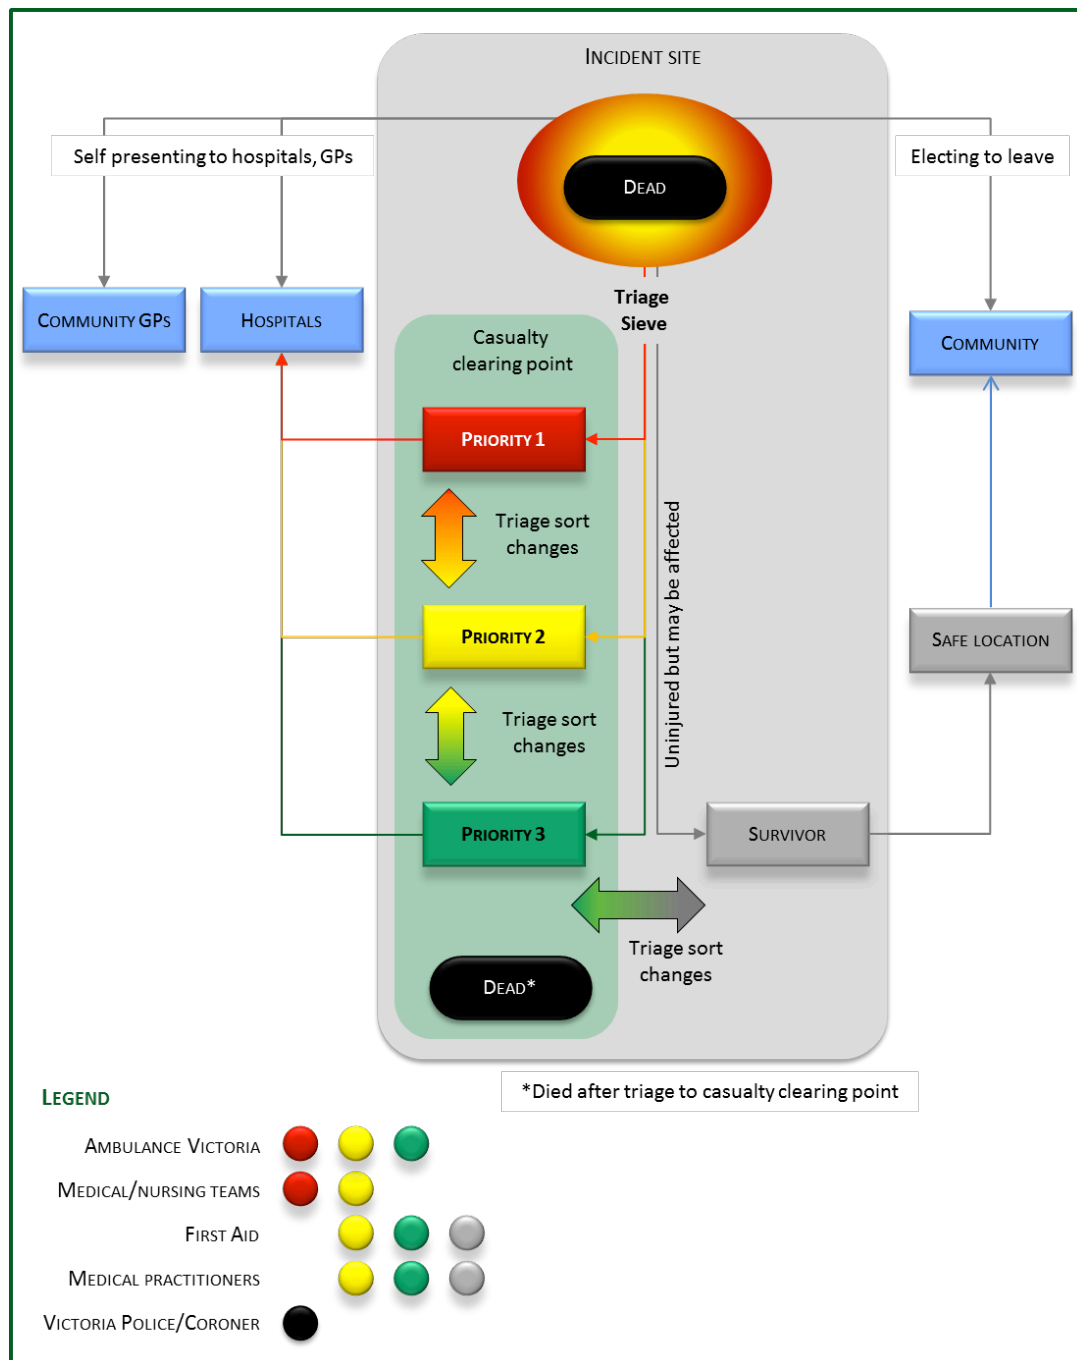 INCIDENT SITE
DEAD
Self presenting to hospitals, GPs
Electing to leave
Triage
Sieve
COMMUNITY GPS
HOSPITALS
COMMUNITY
Casualty
clearing point
PRIORITY 1
Triage sort
changes
Uninjured but may be affected
PRIORITY 2
SAFE LOCATION
Triage sort
changes
PRIORITY 3
SURVIVOR
Triage sort
changes
DEAD*
*Died after triage to casualty clearing point
LEGEND
AMBULANCE VICTORIA
MEDICAL/NURSING TEAMS
FIRST AID
MEDICAL PRACTITIONERS
VICTORIA POLICE/CORONER